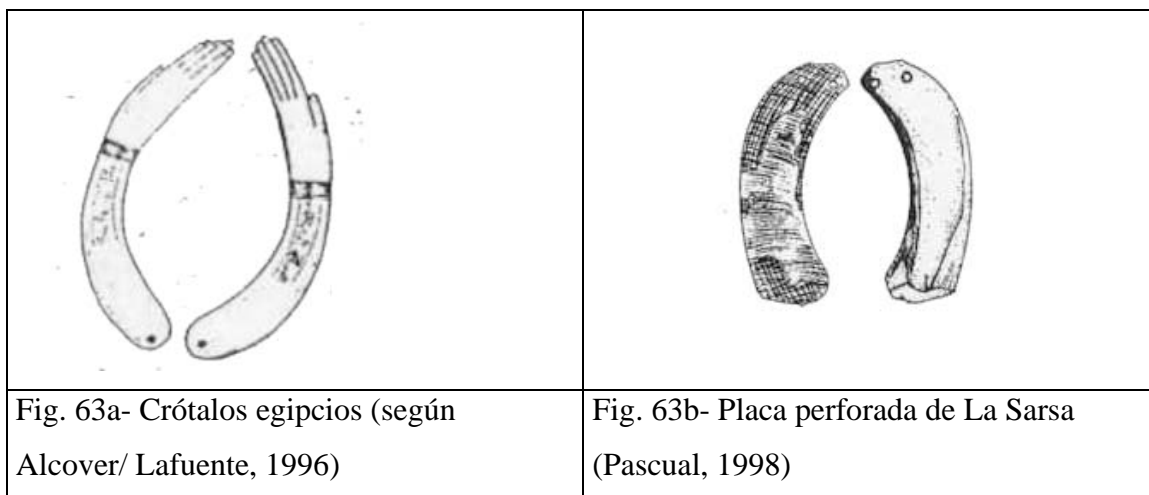 Fig. 63a- Crótalos egipcios (según
Alcover/ Lafuente, 1996)
Fig. 63b- Placa perforada de La Sarsa
(Pascual, 1998)